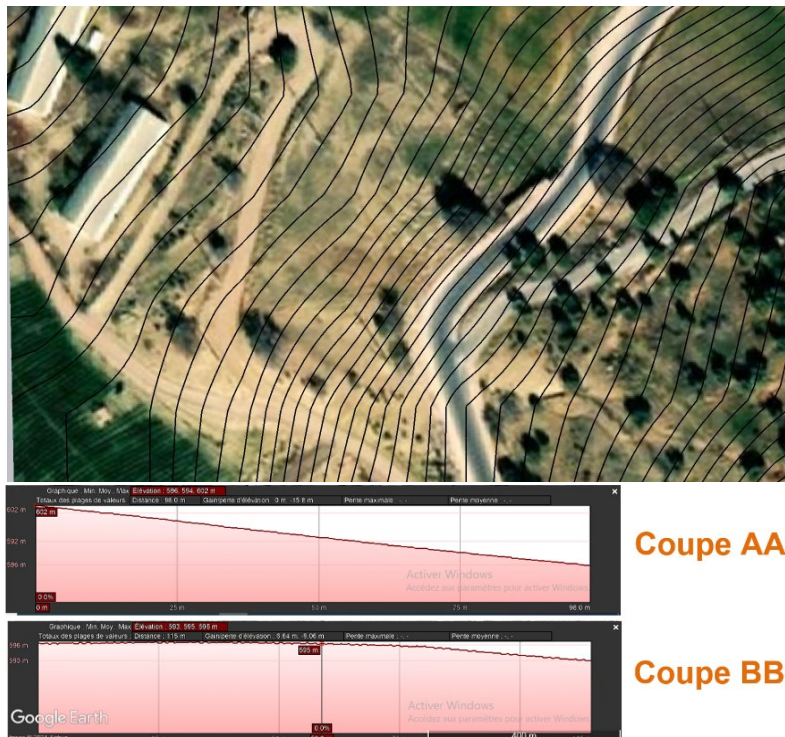 Graphique : Min. Moy. Max Élévation : 586, 594, 602 m
Totaux des plages de valeurs : Distance : 98.0 m Gain/perte d'élévation : 0 m, -15.8 m Pente maximale : -, - Pente moyenne : -, -
602 m
602 m
592 m
586 m
Activer Windows
Accédez aux paramètres pour activer Windows
0.0%
0 m 25 m 50 m 75 m 98.0 m
Coupe AA
Graphique : Min. Moy. Max Élévation : 593, 595, 596 m
Totaux des plages de valeurs : Distance : 115 m Gain/perte d'élévation : Pente maximale : -, - Pente moyenne : -, -
596 m
595 m
593 m
Activer Windows
Accédez aux paramètres pour activer Windows
Google Earth
0.0%
400 m
Coupe BB